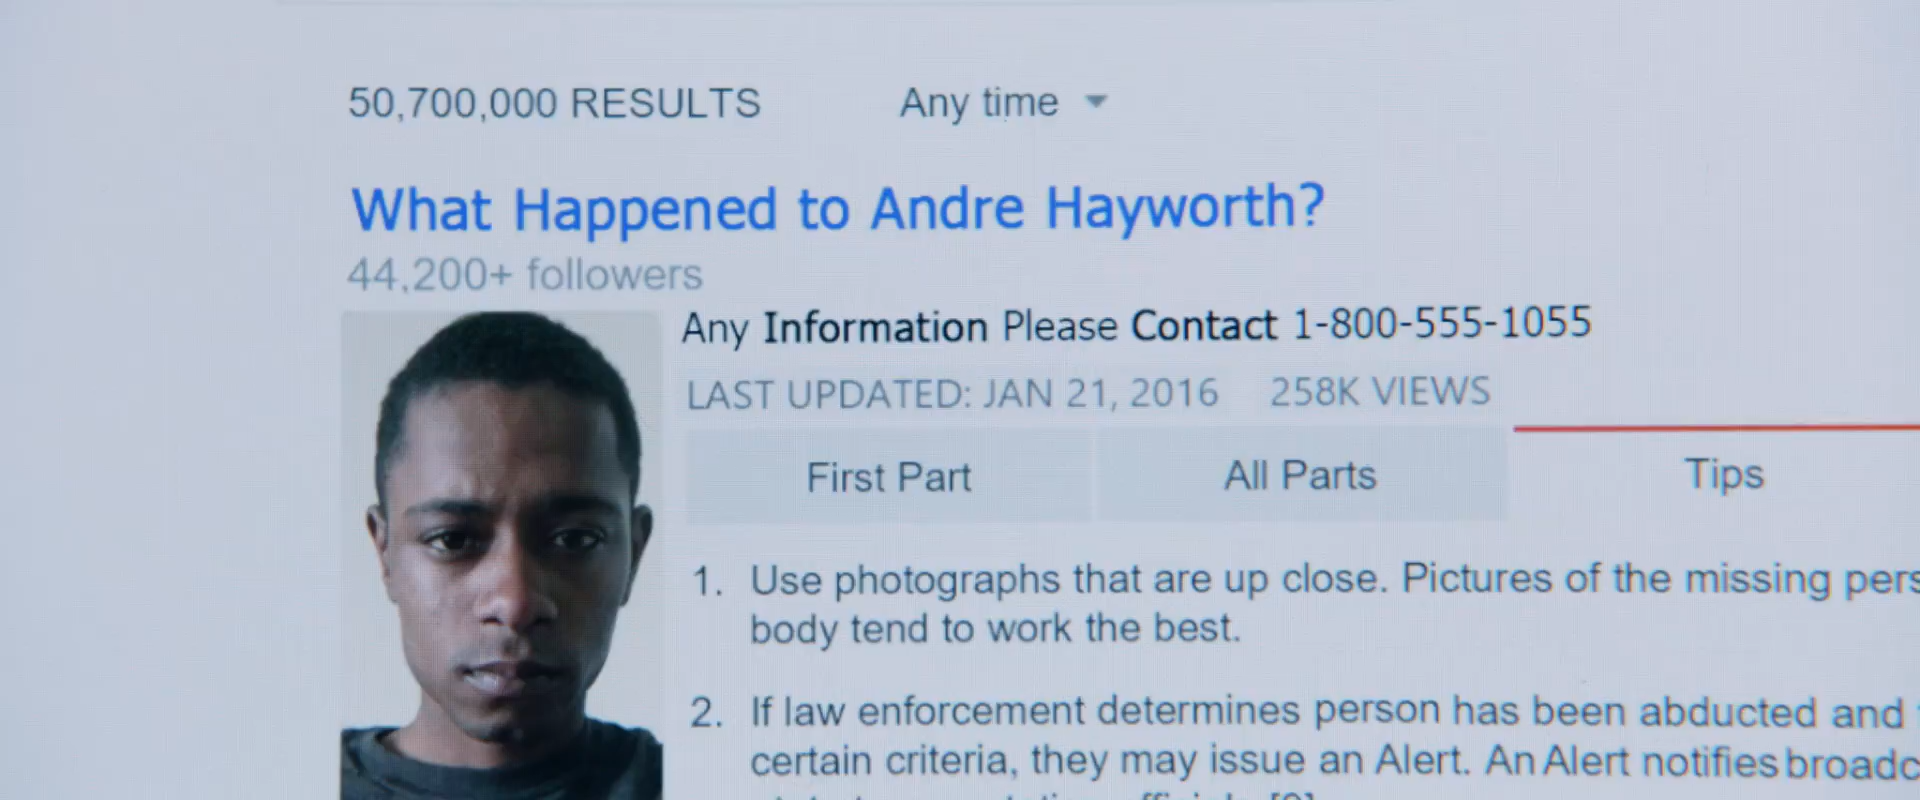 50,700,000 RESULTS Any time
What Happened to Andre Hayworth?
44,200+ followers
Any Information Please Contact 1-800-555-1055
LAST UPDATED: JAN 21, 2016 258K VIEWS
First Part All Parts Tips
1. Use photographs that are up close. Pictures of the missing
body tend to work the best.
2. If law enforcement determines person has been abducted and
certain criteria, they may issue an Alert. An Alert notifies